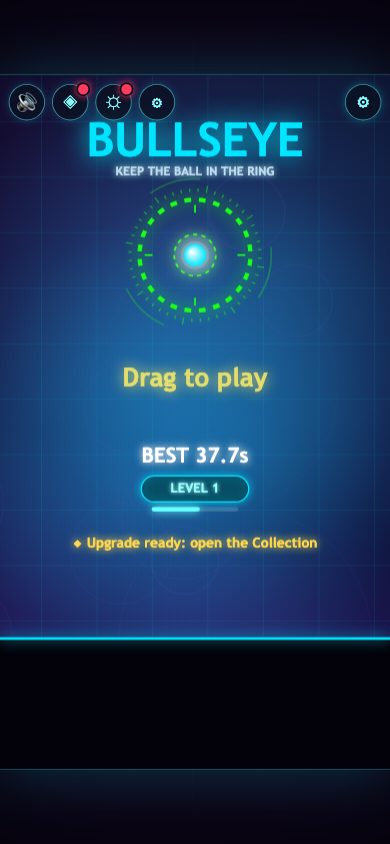 BULLSEYE
KEEP THE BALL IN THE RING
Drag to play
BEST 37.7s
LEVEL 1
Upgrade ready: open the Collection